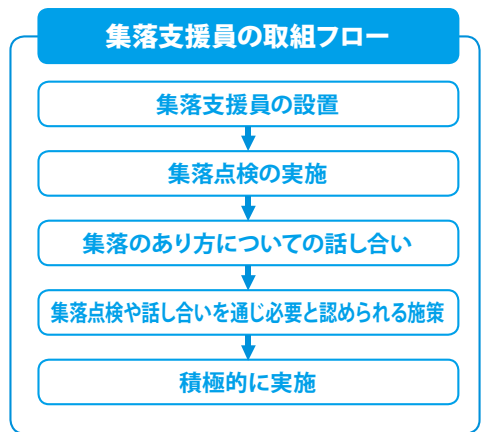 集落支援員の取組フロー
集落支援員の設置
集落点検の実施
集落のあり方についての話し合い
集落点検や話し合いを通じ必要と認められる施策
積極的に実施